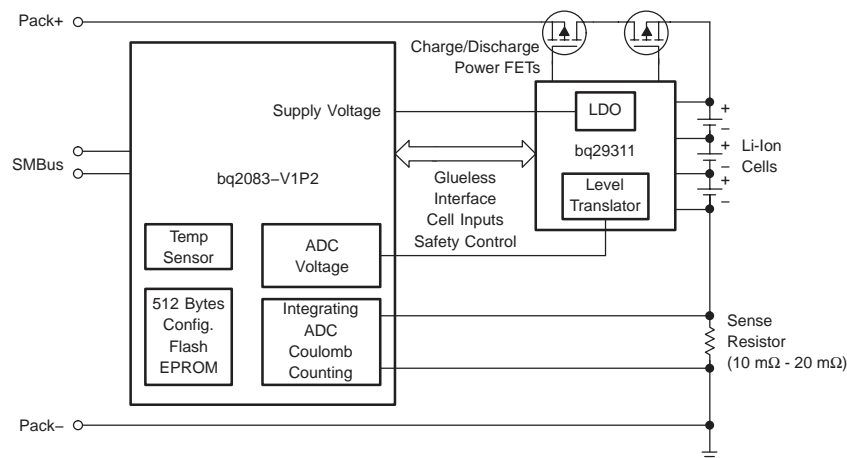 Pack+
Charge/Discharge
Power FETs
Supply Voltage
LDO
bq29311
+
−
+
−
+
−
Li-Ion
Cells
SMBus
bq2083−V1P2
Glueless
Interface
Cell Inputs
Safety Control
Level
Translator
Temp
Sensor
ADC
Voltage
512 Bytes
Config.
Flash
EPROM
Integrating
ADC
Coulomb
Counting
Sense
Resistor
(10 mΩ - 20 mΩ)
Pack−